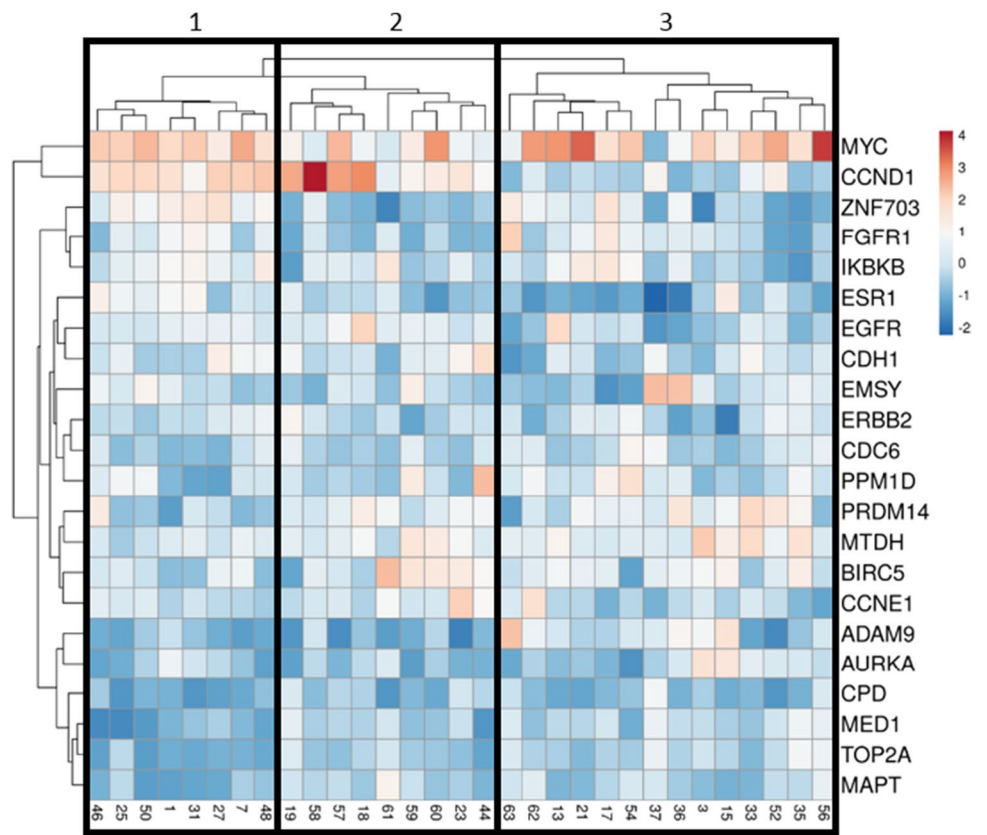 1 2 3
4
3
2
1
0
-1
-2
MYC
CCND1
ZNF703
FGFR1
IKBKB
ESR1
EGFR
CDH1
EMSY
ERBB2
CDC6
PPM1D
PRDM14
MTDH
BIRC5
CCNE1
ADAM9
AURKA
CPD
MED1
TOP2A
MAPT
46 25 50 1 31 27 7 48 19 58 57 18 61 59 60 23 44 63 62 13 21 17 54 37 36 3 15 33 52 35 56